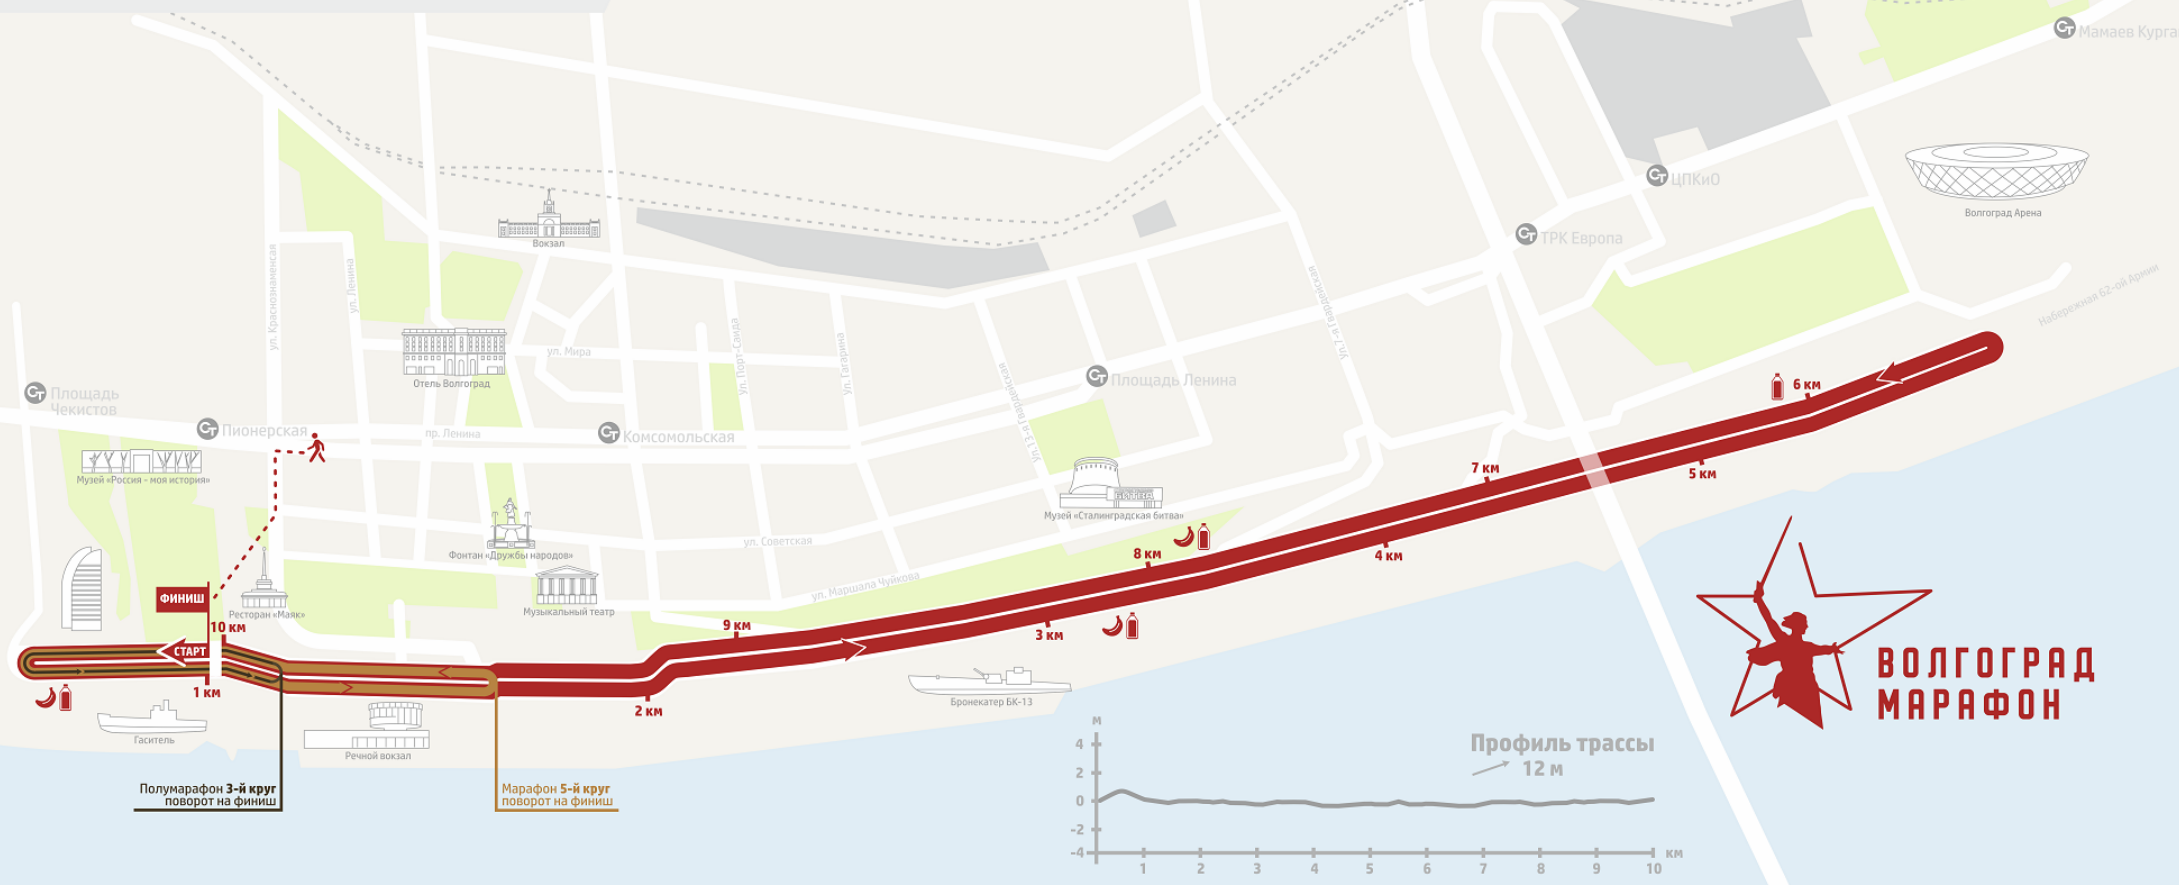 Мамаев Курга
ЦПКиО
Волгоград Арена
ТРК Европа
Вокзал
ул. Краснознаменская
ул. Ленина
ул. 7-я Гвардейская
Набережная 62-ой Армии
ул. Порт-Саида
ул. Гагарина
ул. Мира
Отель Волгоград
ул. 13-я Гвардейская
Площадь Ленина
6 км
Площадь
Чекистов
Пионерская
пр. Ленина
Комсомольская
Музей «Россия - моя история»
7 км
5 км
Музей «Сталинградская битва»
Фонтан «Дружбы народов»
ул. Советская
8 км
4 км
ул. Маршала Чуйкова
ФИНИШ
Ресторан «Маяк»
Музыкальный театр
10 км
9 км
3 км
СТАРТ
1 км
2 км
Бронекатер БК-13
Гаситель
Речной вокзал
ВОЛГОГРАД
МАРАФОН
Полумарафон 3-й круг
поворот на финиш
Марафон 5-й круг
поворот на финиш
Профиль трассы
12 м
м
4
2
0
-2
-4
1 2 3 4 5 6 7 8 9 10 км